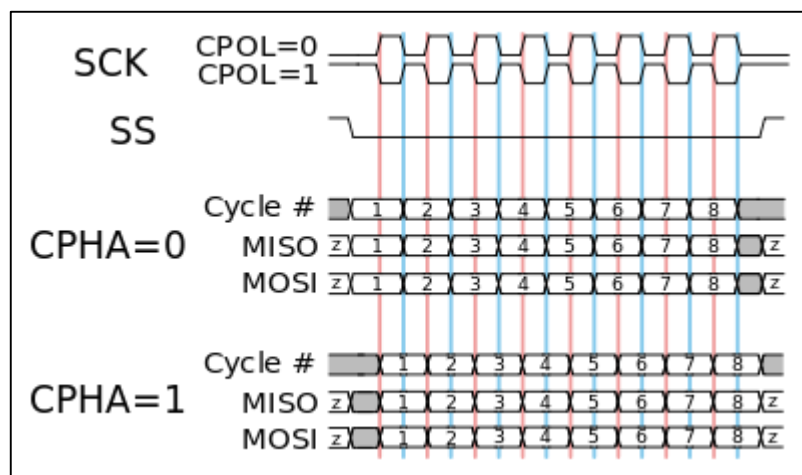 CPOL=0
SCK
CPOL=1
SS
Cycle # 1 2 3 4 5 6 7 8
CPHA=0
MISO z 1 2 3 4 5 6 7 8 z
MOSI z 1 2 3 4 5 6 7 8 z
Cycle # 1 2 3 4 5 6 7 8
CPHA=1
MISO z 1 2 3 4 5 6 7 8 z
MOSI z 1 2 3 4 5 6 7 8 z